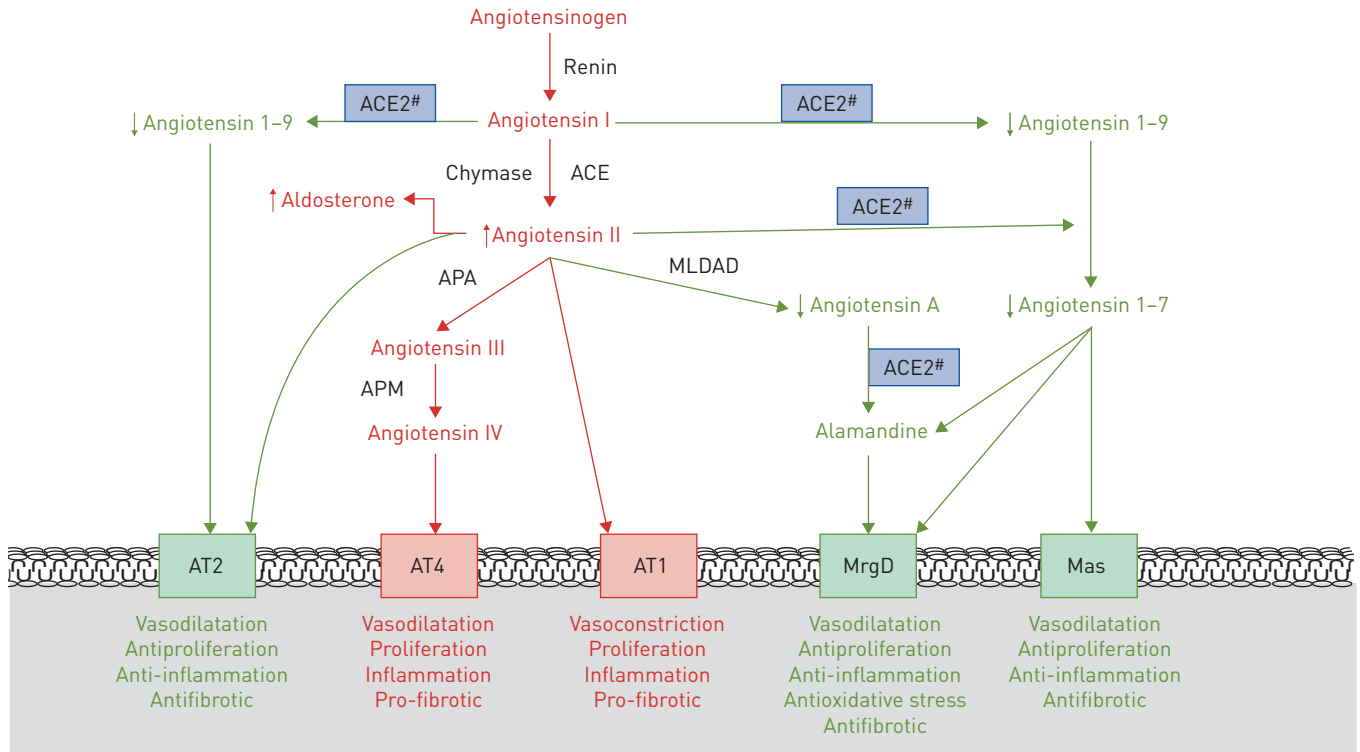 Angiotensinogen
Renin
ACE2#
ACE2#
↓ Angiotensin 1–9
Angiotensin I
↓ Angiotensin 1–9
Chymase
ACE
↑ Aldosterone
ACE2#
↑ Angiotensin II
APA
MLDAD
↓ Angiotensin A
↓ Angiotensin 1–7
Angiotensin III
ACE2#
APM
Angiotensin IV
Alamandine
AT2
AT4
AT1
MrgD
Mas
Vasodilatation
Antiproliferation
Anti-inflammation
Antifibrotic
Vasodilatation
Proliferation
Inflammation
Pro-fibrotic
Vasoconstriction
Proliferation
Inflammation
Pro-fibrotic
Vasodilatation
Antiproliferation
Anti-inflammation
Antioxidative stress
Antifibrotic
Vasodilatation
Antiproliferation
Anti-inflammation
Antifibrotic